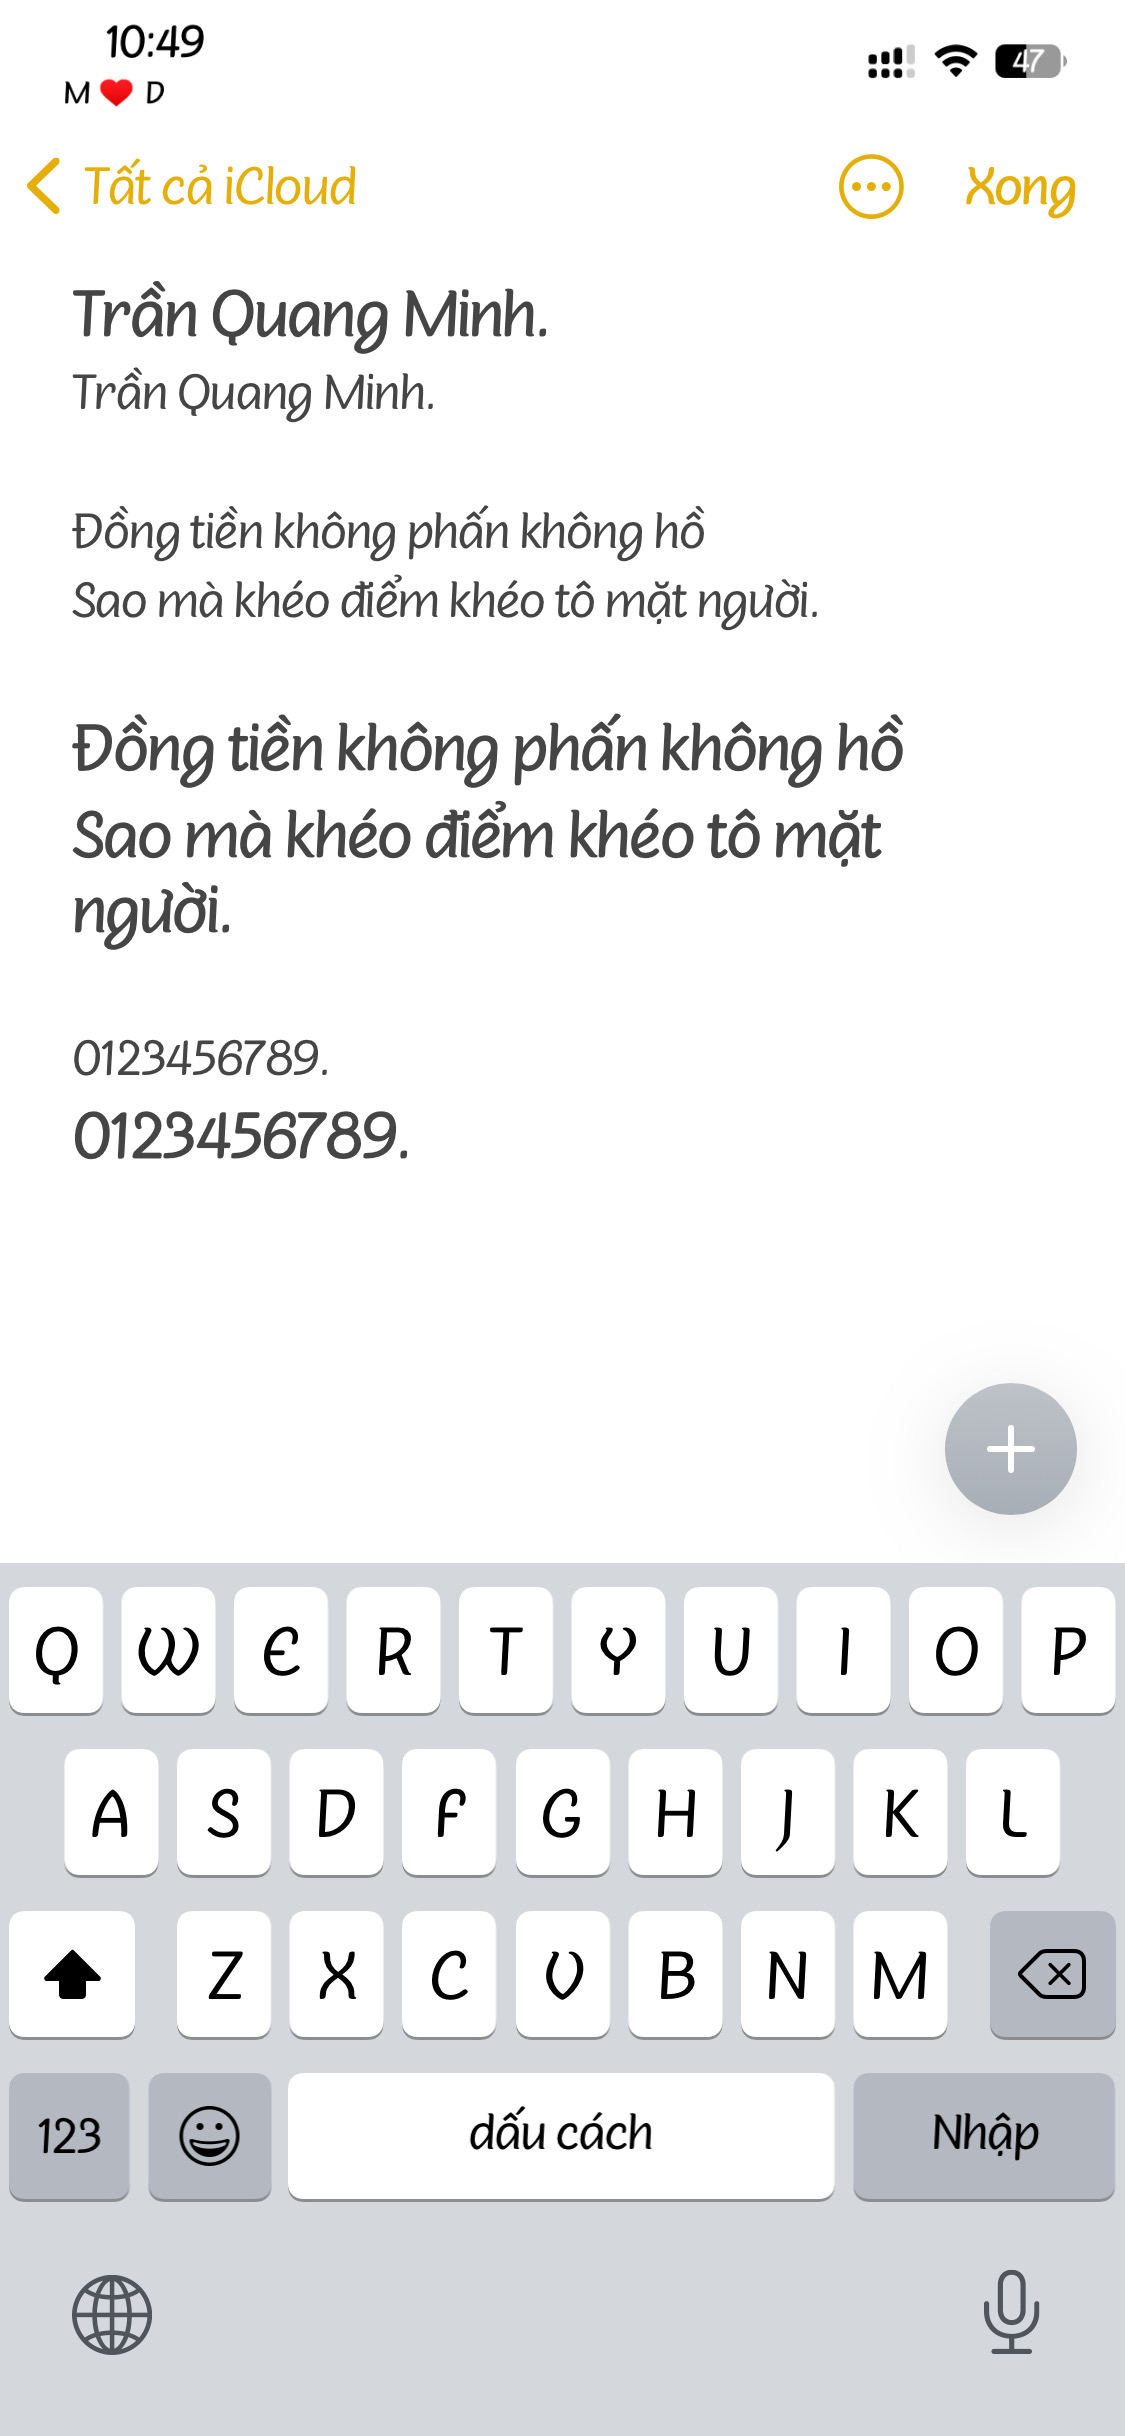 10:49
M ❤️ D
47
Tất cả iCloud
Xong
Trần Quang Minh.
Trần Quang Minh.
Đồng tiền không phấn không hồ
Sao mà khéo điểm khéo tô mặt người.
Đồng tiền không phấn không hồ
Sao mà khéo điểm khéo tô mặt
người.
0123456789.
0123456789.
Q W E R T Y U I O P
A S D F G H J K L
Z X C V B N M
123 dấu cách Nhập